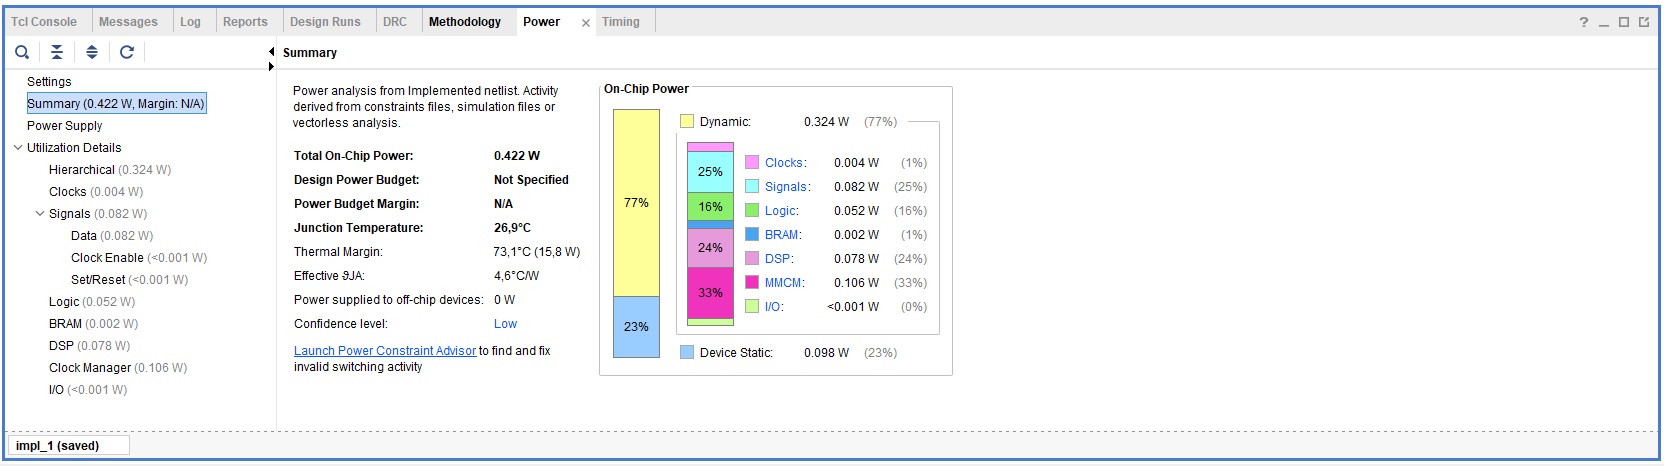 Tcl Console Messages Log Reports Design Runs DRC Methodology Power × Timing ?
Summary
Settings
Summary (0.422 W, Margin: N/A)
Power Supply
Utilization Details
Hierarchical (0.324 W)
Clocks (0.004 W)
Signals (0.082 W)
Data (0.082 W)
Clock Enable (<0.001 W)
Set/Reset (<0.001 W)
Logic (0.052 W)
BRAM (0.002 W)
DSP (0.078 W)
Clock Manager (0.106 W)
I/O (<0.001 W)
Power analysis from Implemented netlist. Activity
derived from constraints files, simulation files or
vectorless analysis.
Total On-Chip Power: 0.422 W
Design Power Budget: Not Specified
Power Budget Margin: N/A
Junction Temperature: 26,9°C
Thermal Margin: 73,1°C (15,8 W)
Effective ϑJA: 4,6°C/W
Power supplied to off-chip devices: 0 W
Confidence level: Low
Launch Power Constraint Advisor to find and fix
invalid switching activity
On-Chip Power
77%
23%
Dynamic: 0.324 W (77%)
25%
16%
24%
33%
Clocks: 0.004 W (1%)
Signals: 0.082 W (25%)
Logic: 0.052 W (16%)
BRAM: 0.002 W (1%)
DSP: 0.078 W (24%)
MMCM: 0.106 W (33%)
I/O: <0.001 W (0%)
Device Static: 0.098 W (23%)
impl_1 (saved)